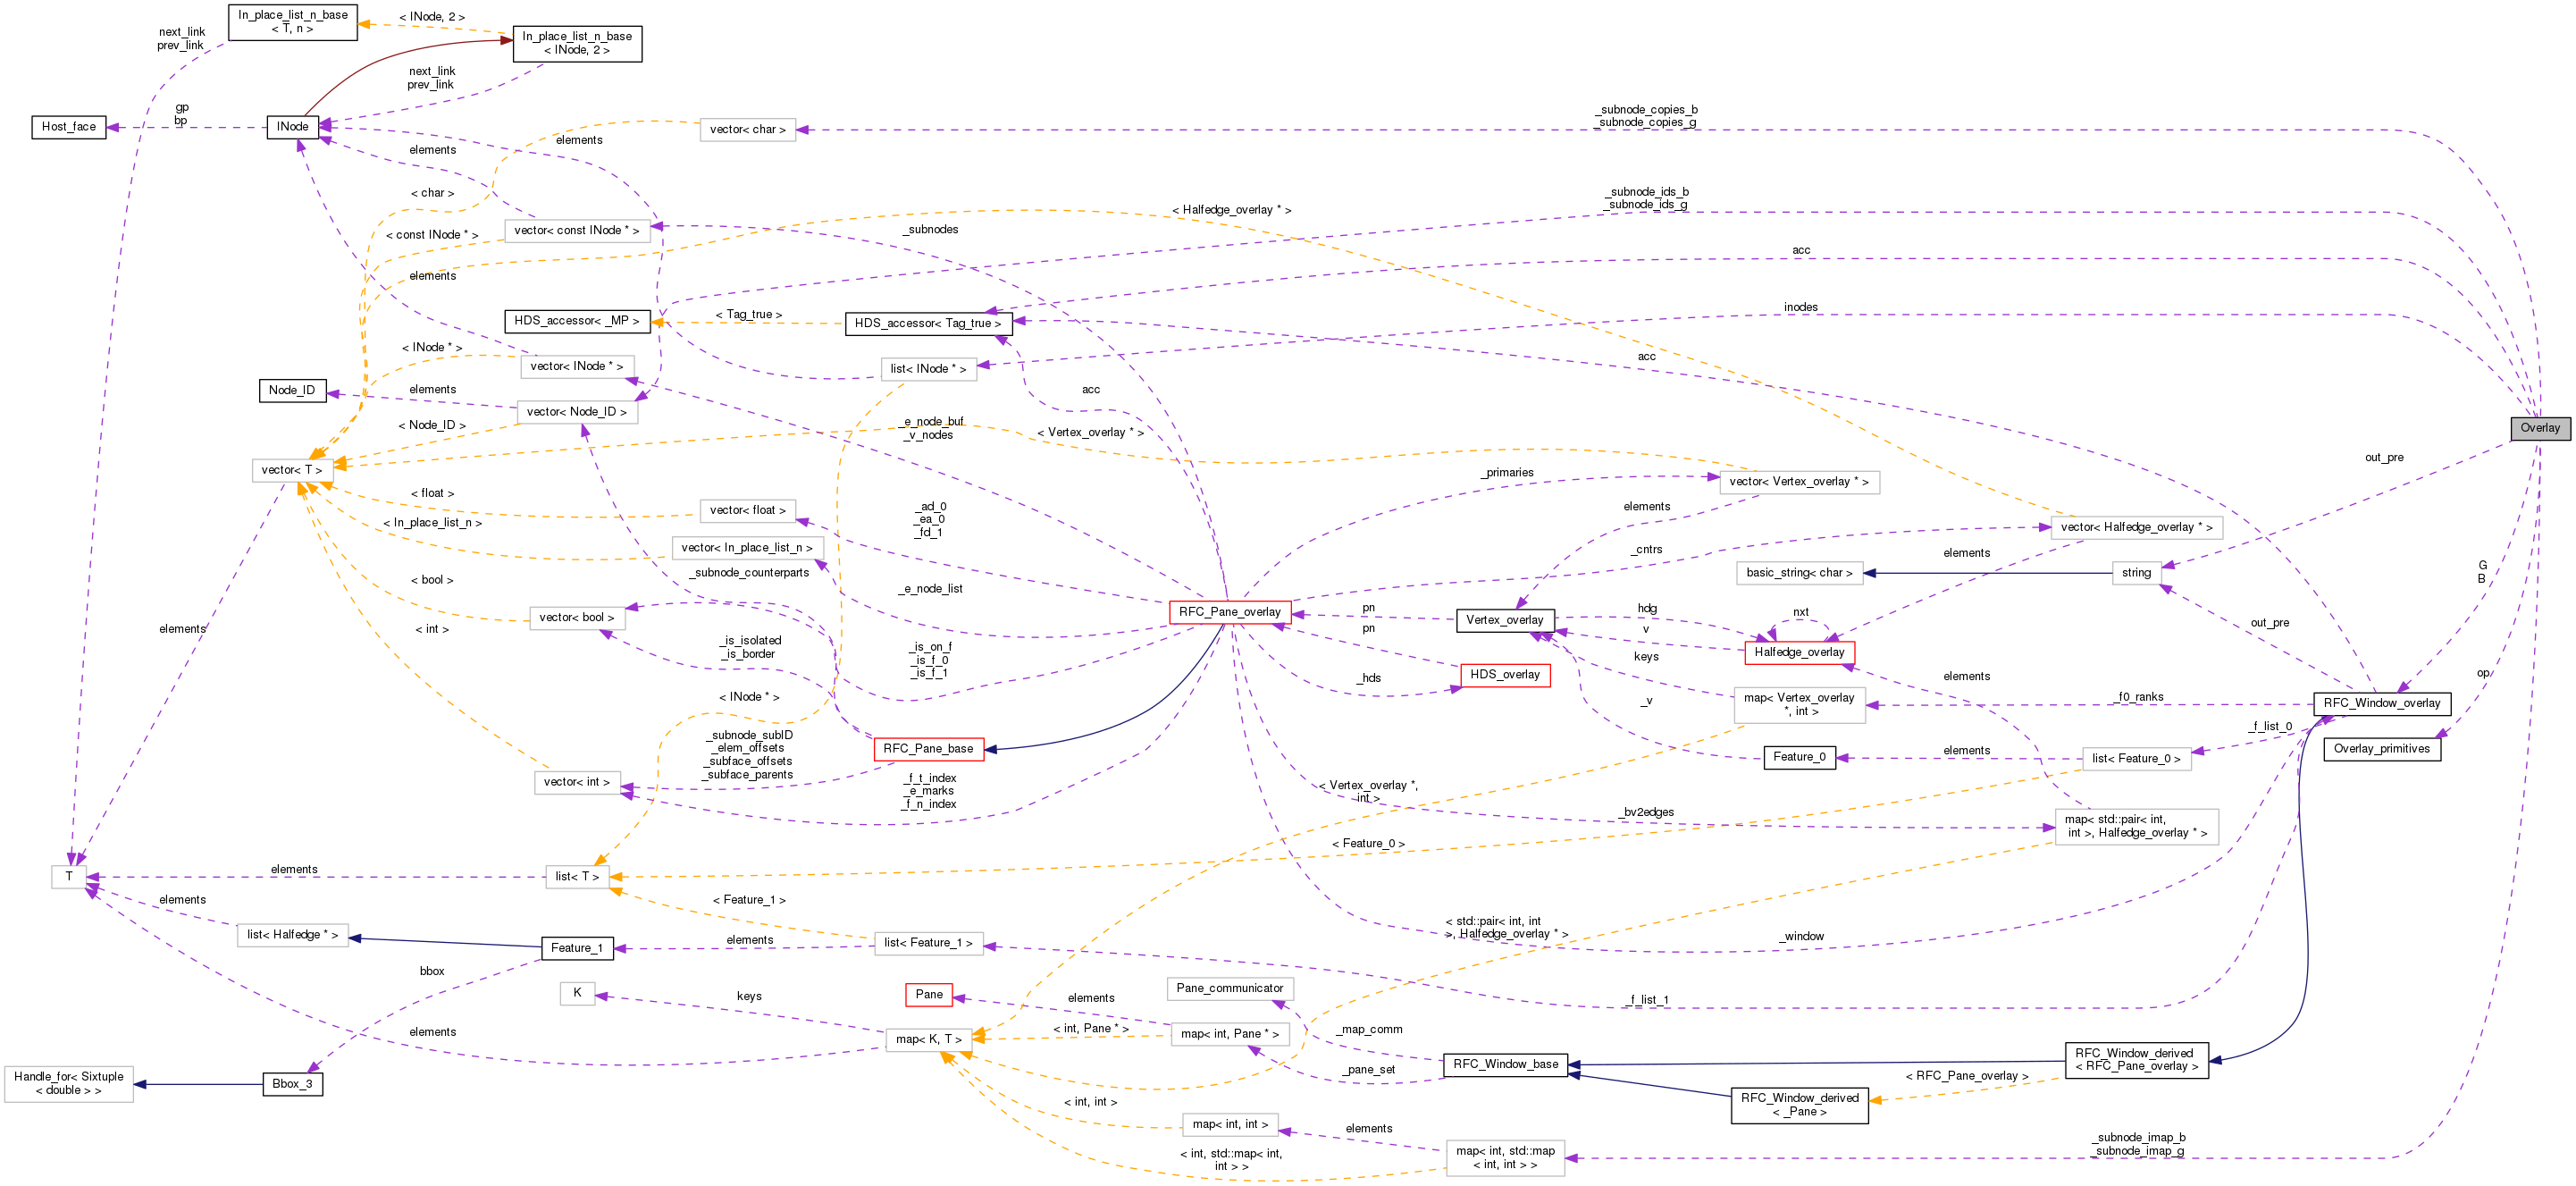 In_place_list_n_base
< T, n >
< INode, 2 >
In_place_list_n_base
< INode, 2 >
next_link
prev_link
next_link
prev_link
gp
bp
Host_face
INode
elements
vector< char >
_subnode_copies_b
_subnode_copies_g
elements
< char >
_subnode_ids_b
_subnode_ids_g
< Halfedge_overlay * >
vector< const INode * >
_subnodes
< const INode * >
acc
elements
HDS_accessor< _MP >
< Tag_true >
HDS_accessor< Tag_true >
inodes
< INode * >
vector< INode * >
list< INode * >
acc
Node_ID
elements
vector< Node_ID >
acc
< Node_ID >
_e_node_buf
_v_nodes
< Vertex_overlay * >
Overlay
vector< T >
out_pre
_primaries
vector< Vertex_overlay * >
< float >
vector< float >
_ad_0
_ea_0
_fd_1
elements
< In_place_list_n >
vector< In_place_list_n >
vector< Halfedge_overlay * >
_cntrs
elements
_subnode_counterparts
basic_string< char >
string
G
B
< bool >
_e_node_list
vector< bool >
RFC_Pane_overlay
pn
pn
Vertex_overlay
hdg
v
nxt
Halfedge_overlay
out_pre
elements
< int >
_is_isolated
_is_border
_is_on_f
_is_f_0
_is_f_1
keys
_hds
HDS_overlay
elements
op
< INode * >
_v
map< Vertex_overlay
*, int >
_f0_ranks
RFC_Window_overlay
_f_list_0
_subnode_subID
_elem_offsets
_subface_offsets
_subface_parents
RFC_Pane_base
Feature_0
elements
list< Feature_0 >
Overlay_primitives
vector< int >
_f_t_index
_e_marks
_f_n_index
< Vertex_overlay *,
int >
_bv2edges
map< std::pair< int,
int >, Halfedge_overlay * >
< Feature_0 >
T
elements
list< T >
elements
< Feature_1 >
list< Halfedge * >
Feature_1
elements
list< Feature_1 >
< std::pair< int, int
>, Halfedge_overlay * >
_window
bbox
K
keys
Pane
elements
Pane_communicator
_f_list_1
elements
map< K, T >
< int, Pane * >
map< int, Pane * >
_map_comm
_pane_set
RFC_Window_base
RFC_Window_derived
< RFC_Pane_overlay >
Handle_for< Sixtuple
< double > >
Bbox_3
< RFC_Pane_overlay >
RFC_Window_derived
< _Pane >
< int, int >
map< int, int >
elements
< int, std::map< int,
int > >
map< int, std::map
< int, int > >
_subnode_imap_b
_subnode_imap_g